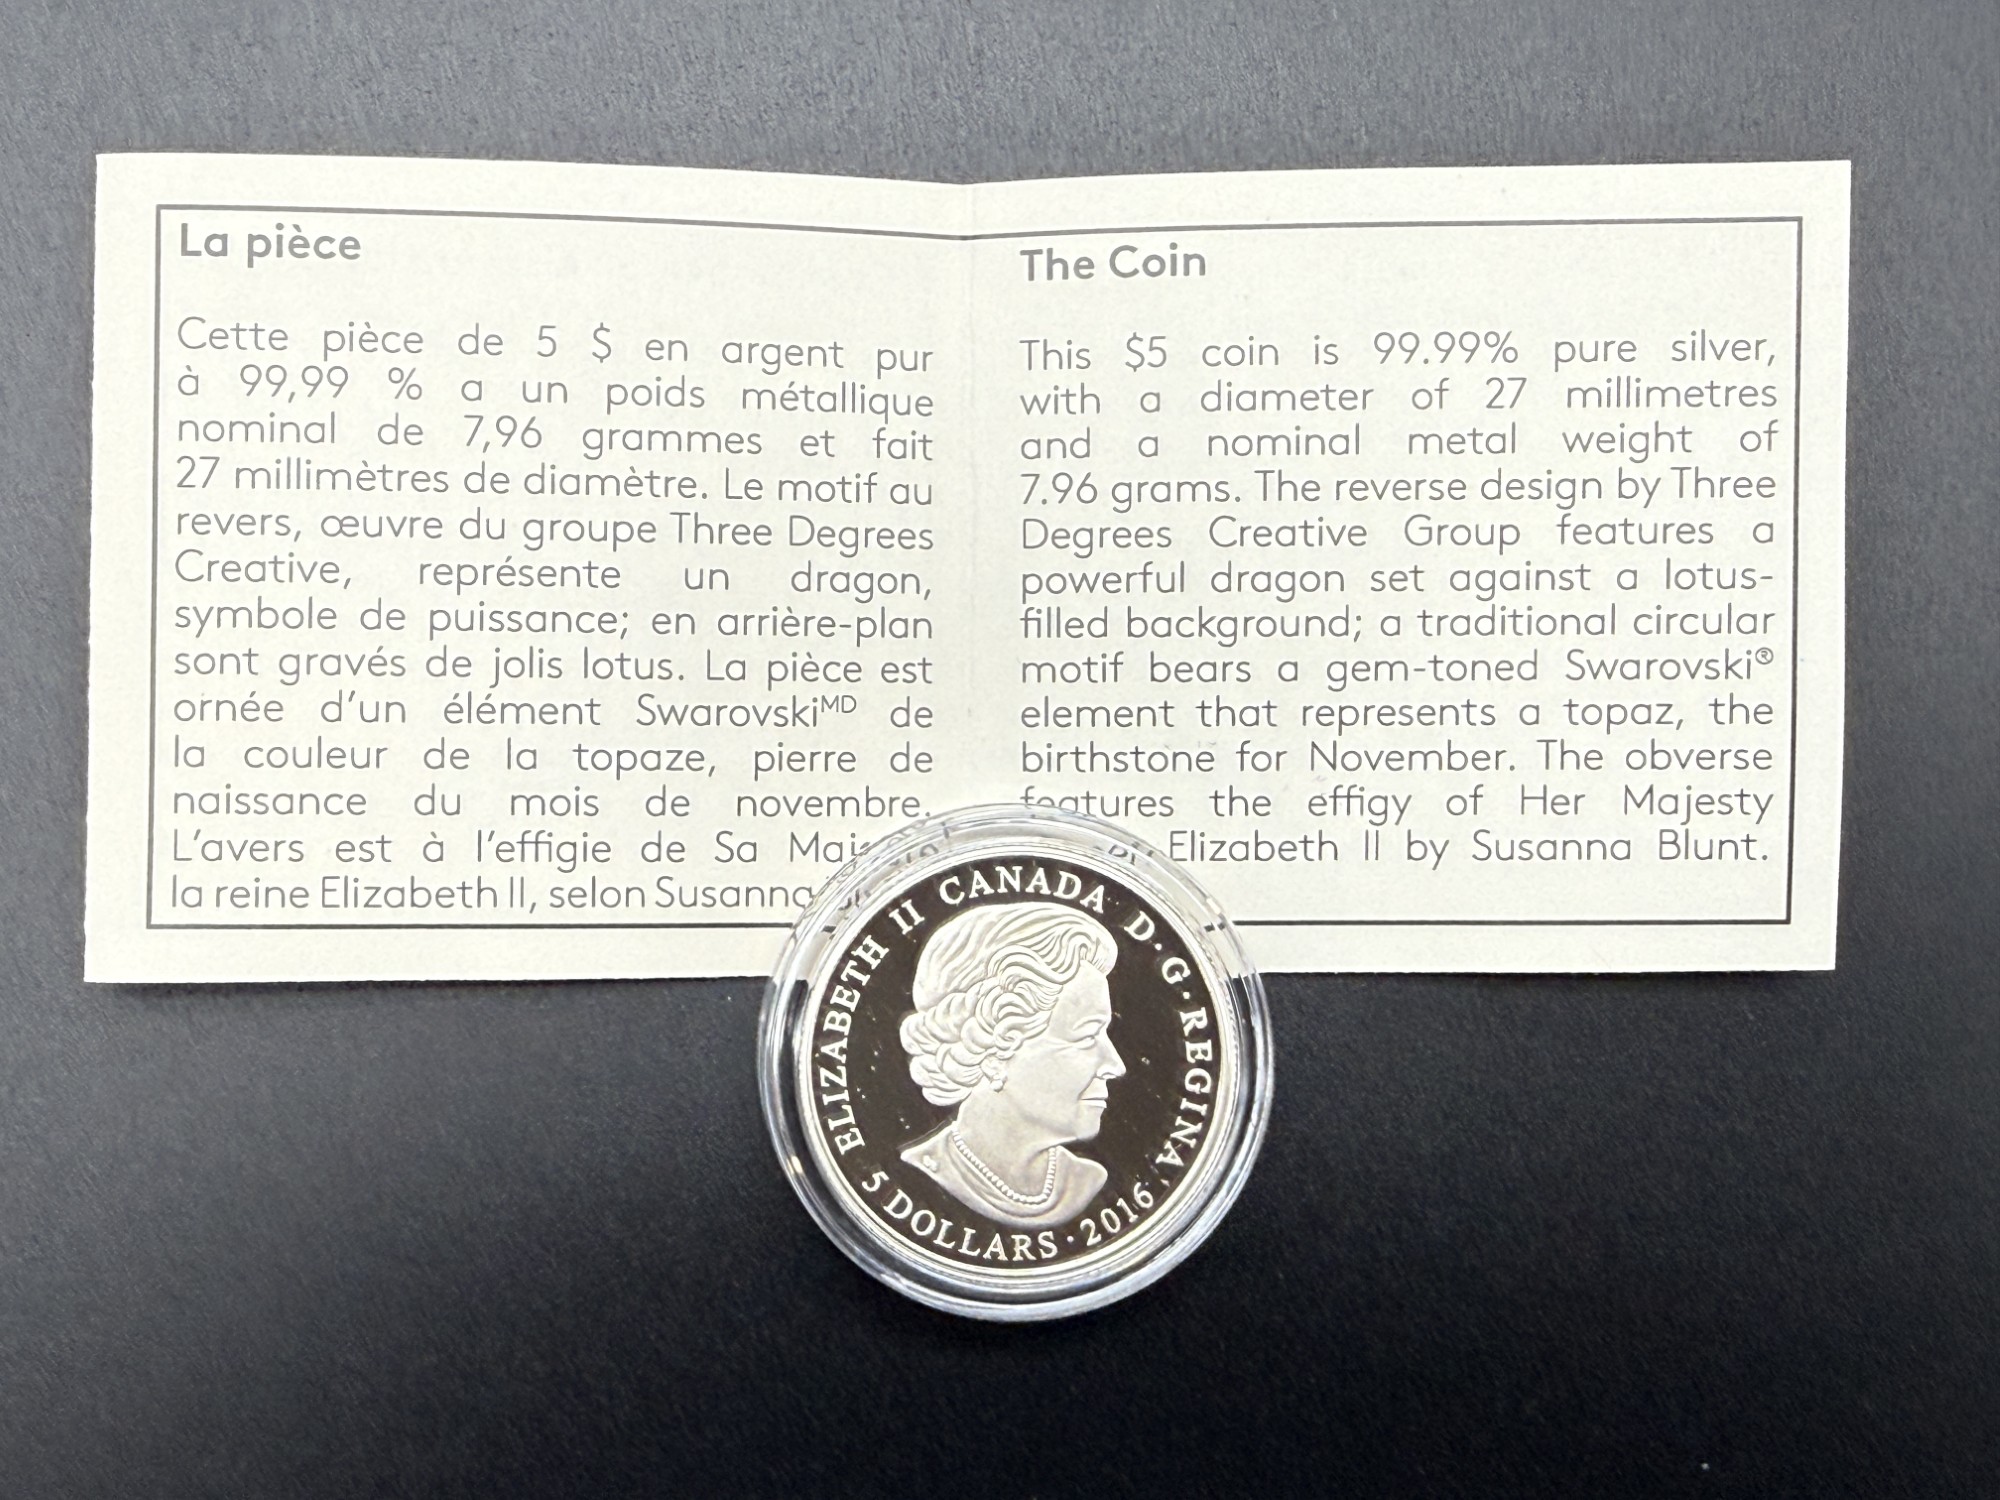 La pièce
Cette pièce de 5 $ en argent pur
à 99,99 % a un poids métallique
nominal de 7,96 grammes et fait
27 millimètres de diamètre. Le motif au
revers, œuvre du groupe Three Degrees
Creative, représente un dragon,
symbole de puissance; en arrière-plan
sont gravés de jolis lotus. La pièce est
ornée d'un élément Swarovski^MD de
la couleur de la topaze, pierre de
naissance du mois de novembre.
L'avers est à l'effigie de Sa
la reine Elizabeth II, selon Susanna
The Coin
This $5 coin is 99.99% pure silver,
with a diameter of 27 millimetres
and a nominal metal weight of
7.96 grams. The reverse design by Three
Degrees Creative Group features a
powerful dragon set against a lotus-
filled background; a traditional circular
motif bears a gem-toned Swarovski®
element that represents a topaz, the
birthstone for November. The obverse
features the effigy of Her Majesty
Elizabeth II by Susanna Blunt.
ELIZABETH II CANADA D·G·REGINA
5 DOLLARS · 2016